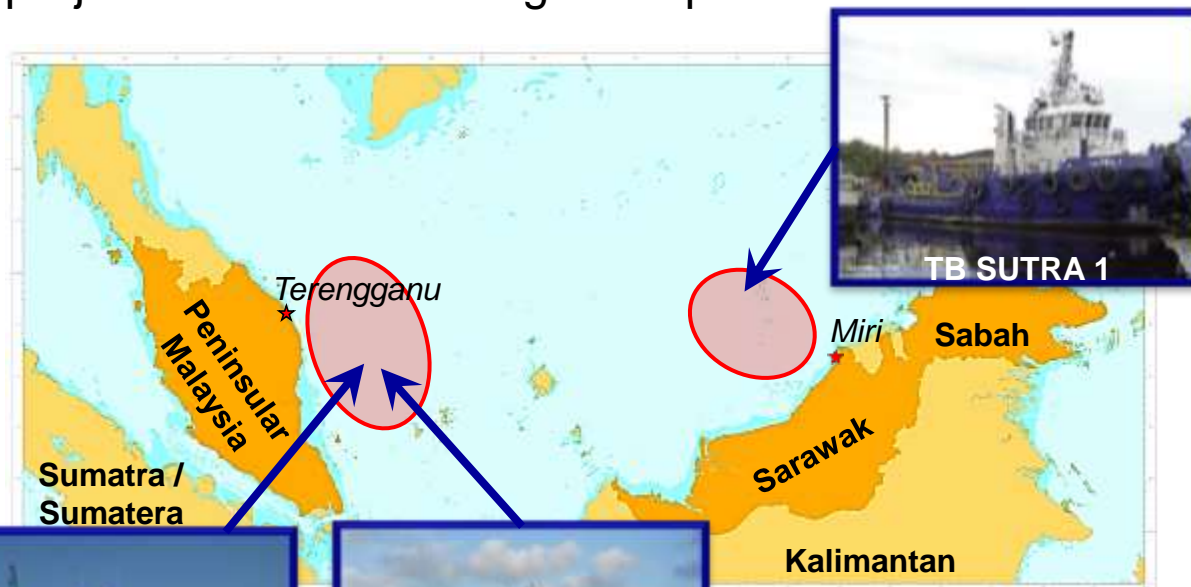 TB SUTRA 1
Terengganu
Miri
Sabah
Peninsular
Malaysia
Sarawak
Sumatra /
Sumatera
Kalimantan